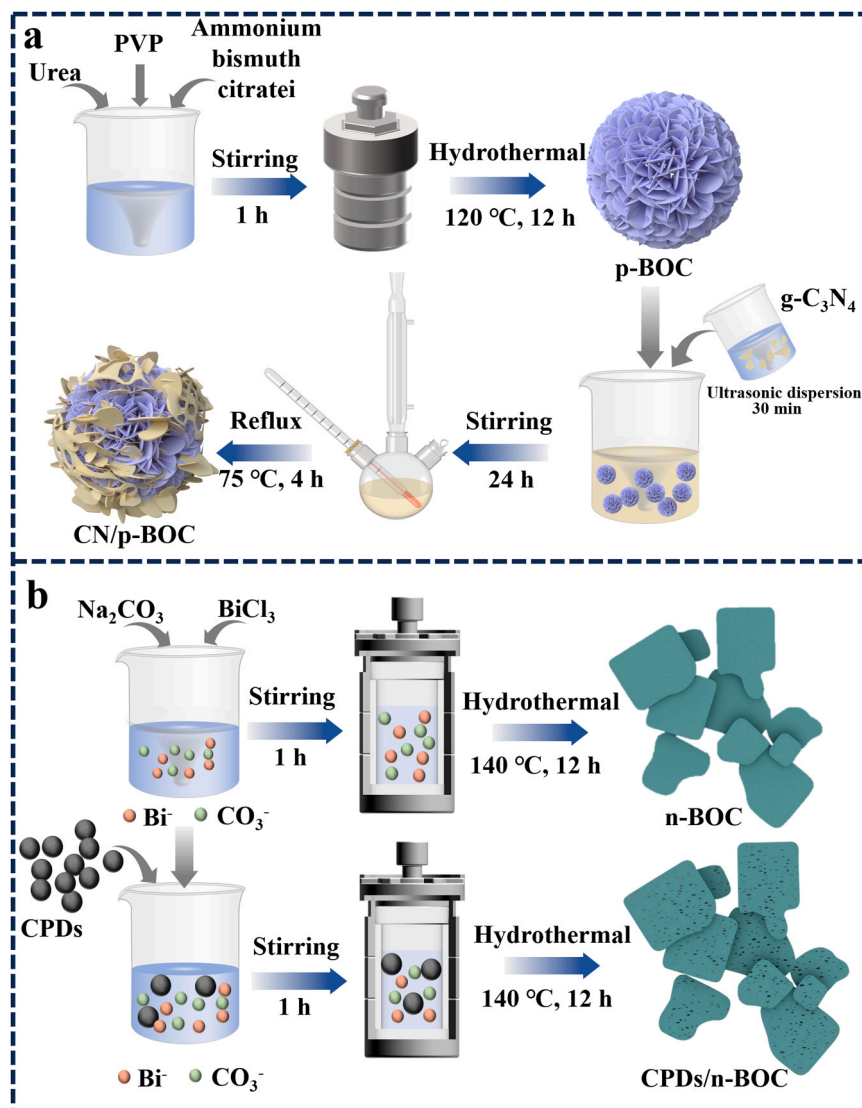 a
Urea
PVP
Ammonium
bismuth
citratei
Stirring
1 h
Hydrothermal
120 °C, 12 h
p-BOC
g-C₃N₄
Ultrasonic dispersion
30 min
Stirring
24 h
Reflux
75 °C, 4 h
CN/p-BOC
b
Na₂CO₃
BiCl₃
Stirring
1 h
Hydrothermal
140 °C, 12 h
n-BOC
Bi⁻
CO₃⁻
CPDs
Stirring
1 h
Hydrothermal
140 °C, 12 h
Bi⁻
CO₃⁻
CPDs/n-BOC